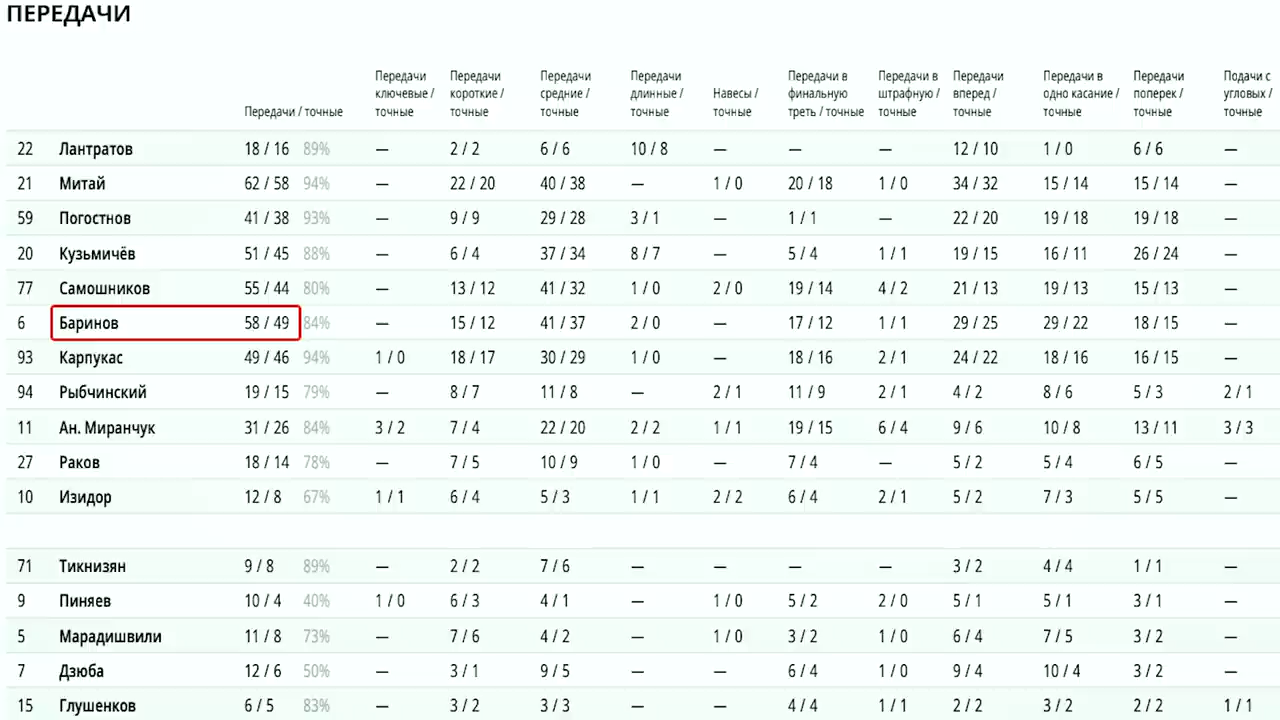 ПЕРЕДАЧИ
Передачи / точные Передачи ключевые / точные Передачи короткие / точные Передачи средние / точные Передачи длинные / точные Навесы / точные Передачи в финальную треть / точные Передачи в штрафную / точные Передачи вперед / точные Передачи в одно касание / точные Передачи поперек / точные Подачи с угловых / точные
22 Лантратов 18 / 16 89% — 2 / 2 6 / 6 10 / 8 — — — 12 / 10 1 / 0 6 / 6 —
21 Митай 62 / 58 94% — 22 / 20 40 / 38 — 1 / 0 20 / 18 1 / 0 34 / 32 15 / 14 15 / 14 —
59 Погостнов 41 / 38 93% — 9 / 9 29 / 28 3 / 1 — 1 / 1 — 22 / 20 19 / 18 19 / 18 —
20 Кузьмичёв 51 / 45 88% — 6 / 4 37 / 34 8 / 7 — 5 / 4 1 / 1 19 / 15 16 / 11 26 / 24 —
77 Самошников 55 / 44 80% — 13 / 12 41 / 32 1 / 0 2 / 0 19 / 14 4 / 2 21 / 13 19 / 13 15 / 13 —
6 Баринов 58 / 49 84% — 15 / 12 41 / 37 2 / 0 — 17 / 12 1 / 1 29 / 25 29 / 22 18 / 15 —
93 Карпукас 49 / 46 94% 1 / 0 18 / 17 30 / 29 1 / 0 — 18 / 16 2 / 1 24 / 22 18 / 16 16 / 15 —
94 Рыбчинский 19 / 15 79% — 8 / 7 11 / 8 — 2 / 1 11 / 9 2 / 1 4 / 2 8 / 6 5 / 3 2 / 1
11 Ан. Миранчук 31 / 26 84% 3 / 2 7 / 4 22 / 20 2 / 2 1 / 1 19 / 15 6 / 4 9 / 6 10 / 8 13 / 11 3 / 3
27 Раков 18 / 14 78% — 7 / 5 10 / 9 1 / 0 — 7 / 4 — 5 / 2 5 / 4 6 / 5 —
10 Изидор 12 / 8 67% 1 / 1 6 / 4 5 / 3 1 / 1 2 / 2 6 / 4 2 / 1 5 / 2 7 / 3 5 / 5 —
71 Тикнизян 9 / 8 89% — 2 / 2 7 / 6 — — — — 3 / 2 4 / 4 1 / 1 —
9 Пиняев 10 / 4 40% 1 / 0 6 / 3 4 / 1 — 1 / 0 5 / 2 2 / 0 5 / 1 5 / 1 3 / 1 —
5 Марадишвили 11 / 8 73% — 7 / 6 4 / 2 — 1 / 0 3 / 2 1 / 0 6 / 4 7 / 5 3 / 2 —
7 Дзюба 12 / 6 50% — 3 / 1 9 / 5 — — 6 / 4 1 / 0 9 / 4 10 / 4 3 / 2 —
15 Глушенков 6 / 5 83% — 3 / 2 3 / 3 — — 4 / 4 1 / 1 2 / 2 3 / 2 2 / 2 1 / 1